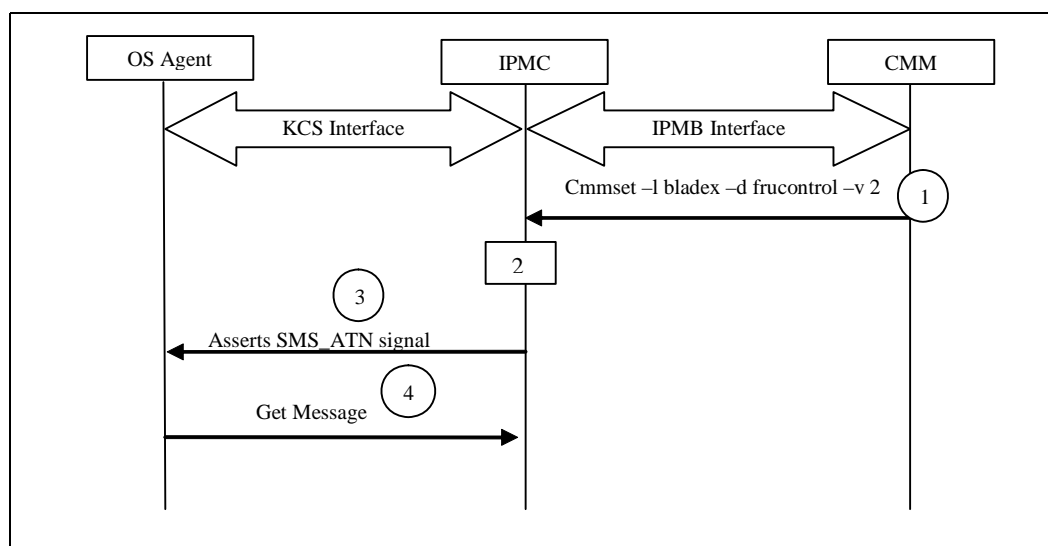 OS Agent
IPMC
CMM
KCS Interface
IPMB Interface
Cmmset –l bladex –d frucontrol –v 2
1
2
3
Asserts SMS_ATN signal
4
Get Message